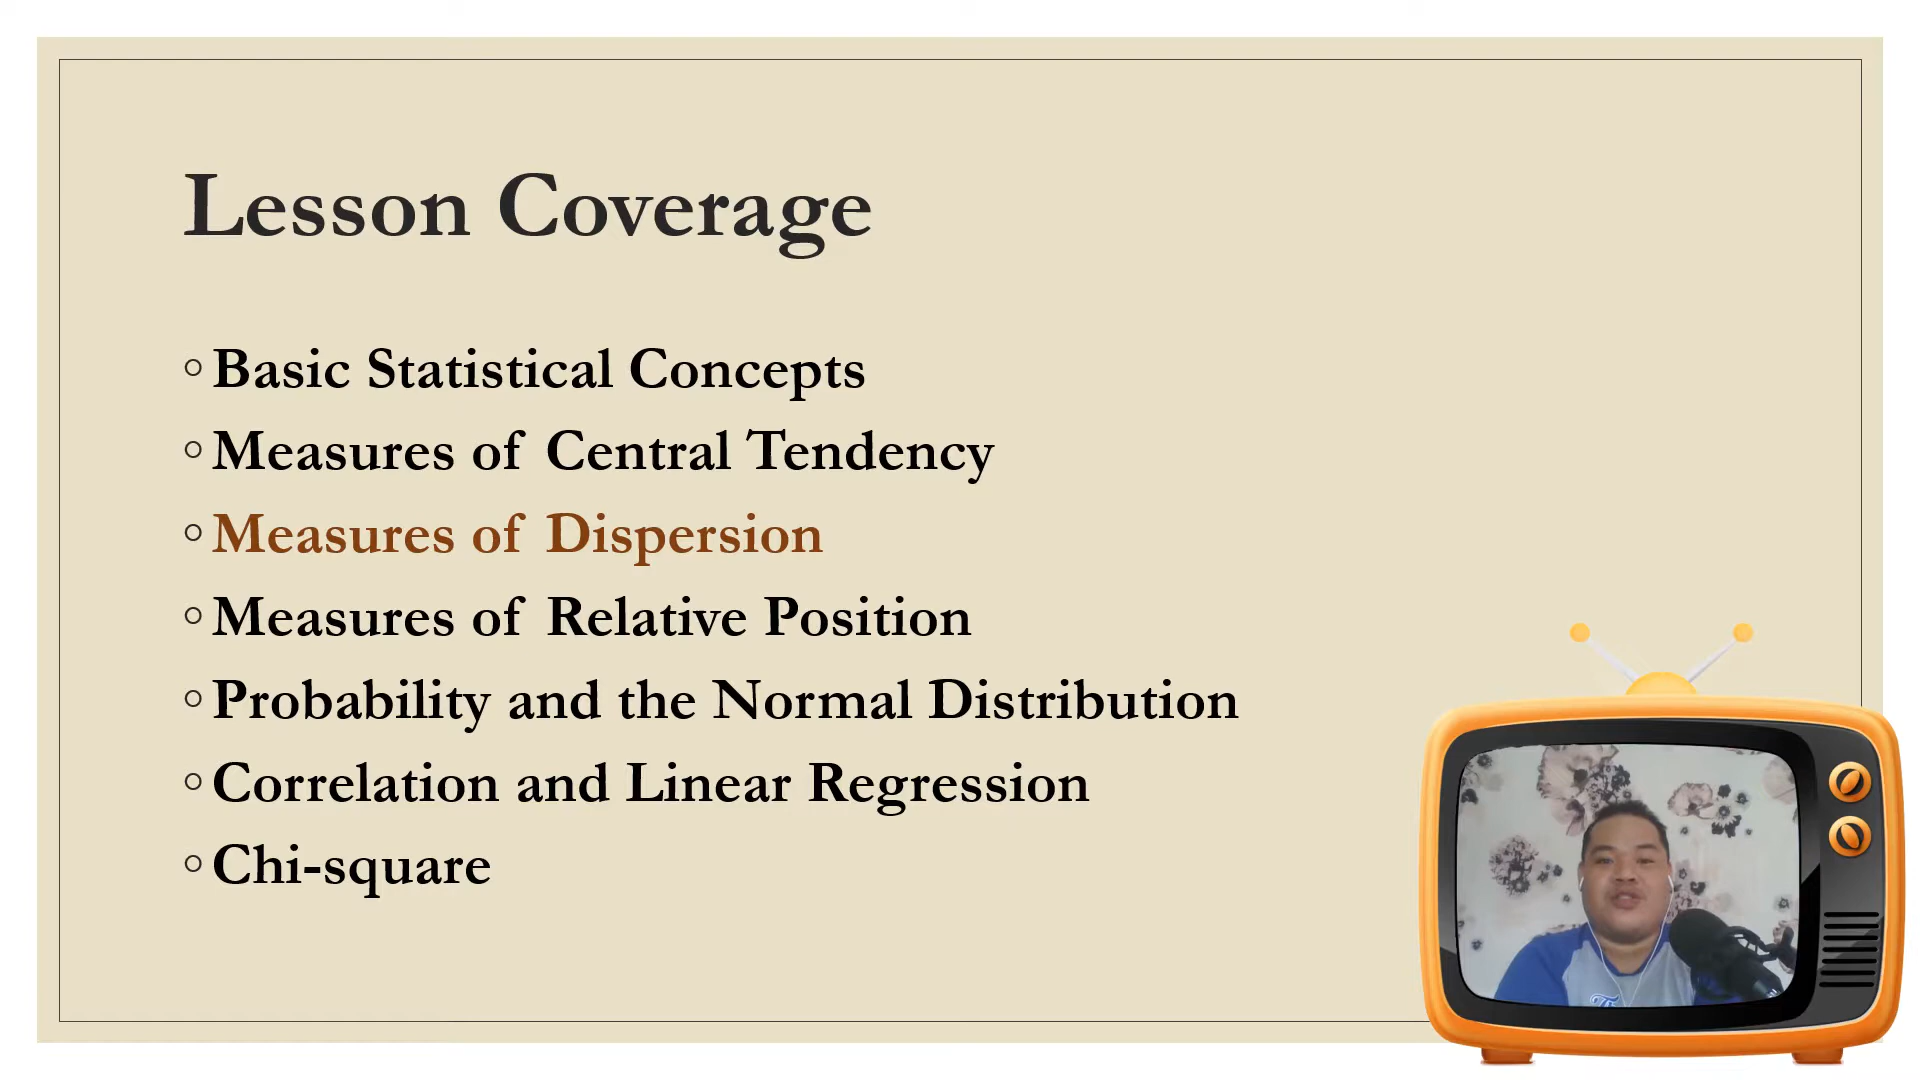 Lesson Coverage
Basic Statistical Concepts
Measures of Central Tendency
Measures of Dispersion
Measures of Relative Position
Probability and the Normal Distribution
Correlation and Linear Regression
Chi-square